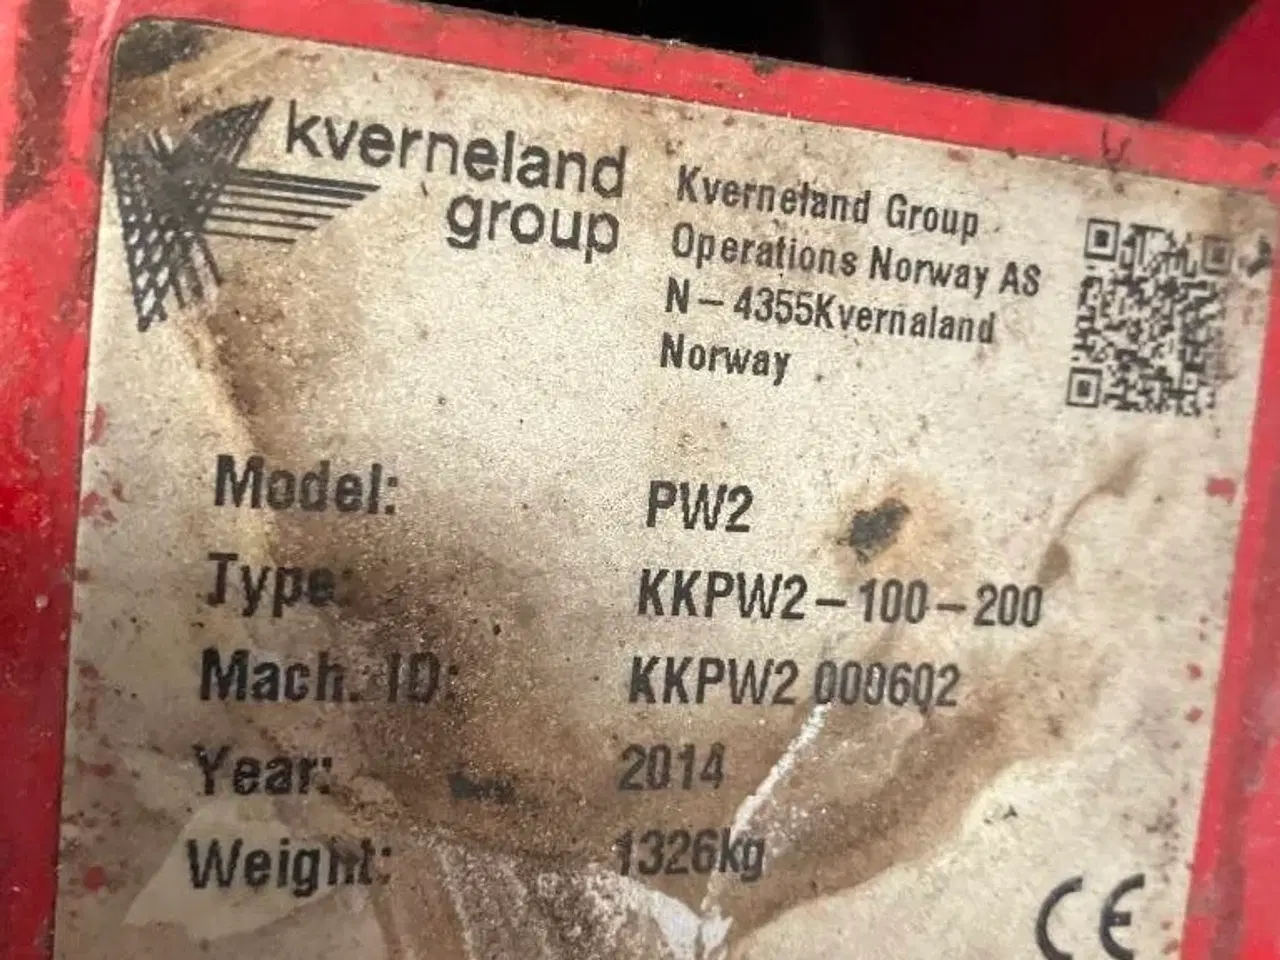 kverneland
group
Kverneland Group
Operations Norway AS
N – 4355Kvernaland
Norway
Model: PW2
Type: KKPW2 – 100 – 200
Mach. ID: KKPW2 000602
Year: 2014
Weight: 1326kg
CE